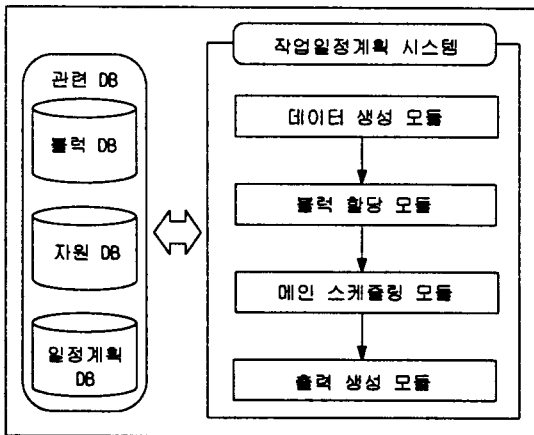 작업일정계획 시스템
관련 DB
블럭 DB
자원 DB
일정계획
DB
데이터 생성 모듈
블럭 할당 모듈
메인 스케쥴링 모듈
출력 생성 모듈